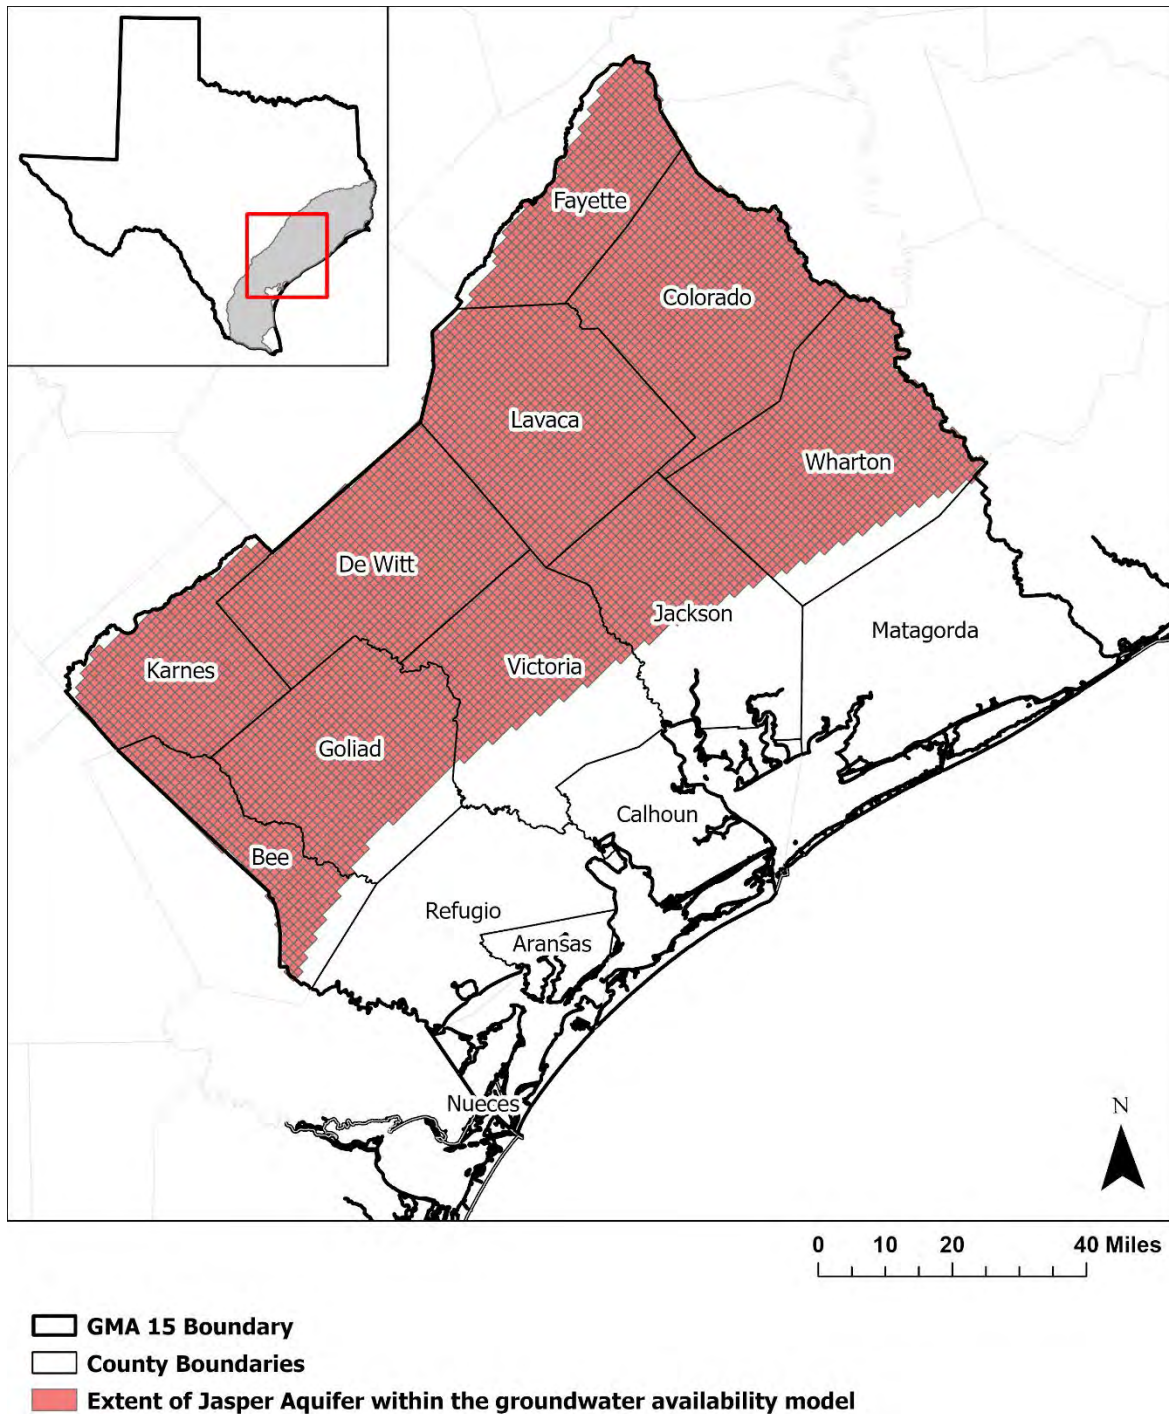 Fayette
Colorado
Lavaca
Wharton
De Witt
Jackson
Matagorda
Karnes
Victoria
Goliad
Calhoun
Bee
Refugio
Aransas
Nueces
N
0 10 20 40 Miles
GMA 15 Boundary
County Boundaries
Extent of Jasper Aquifer within the groundwater availability model